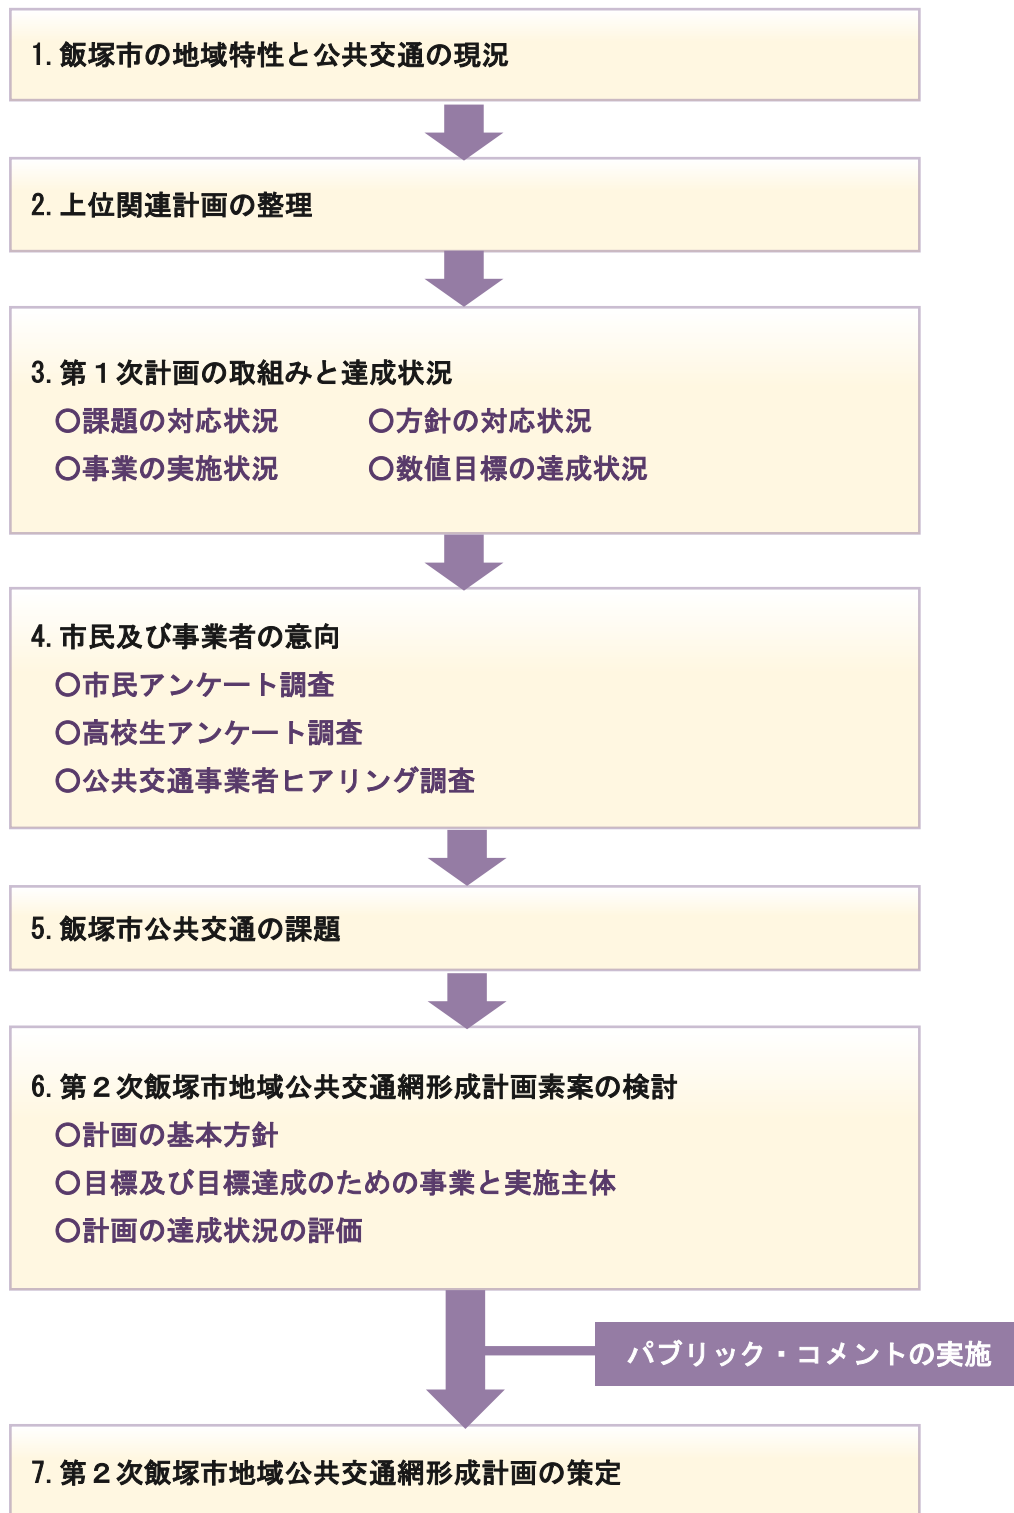 1.飯塚市の地域特性と公共交通の現況
2.上位関連計画の整理
3.第１次計画の取組みと達成状況
○課題の対応状況 ○方針の対応状況
○事業の実施状況 ○数値目標の達成状況
4.市民及び事業者の意向
○市民アンケート調査
○高校生アンケート調査
○公共交通事業者ヒアリング調査
5.飯塚市公共交通の課題
6.第２次飯塚市地域公共交通網形成計画素案の検討
○計画の基本方針
○目標及び目標達成のための事業と実施主体
○計画の達成状況の評価
パブリック・コメントの実施
7.第２次飯塚市地域公共交通網形成計画の策定